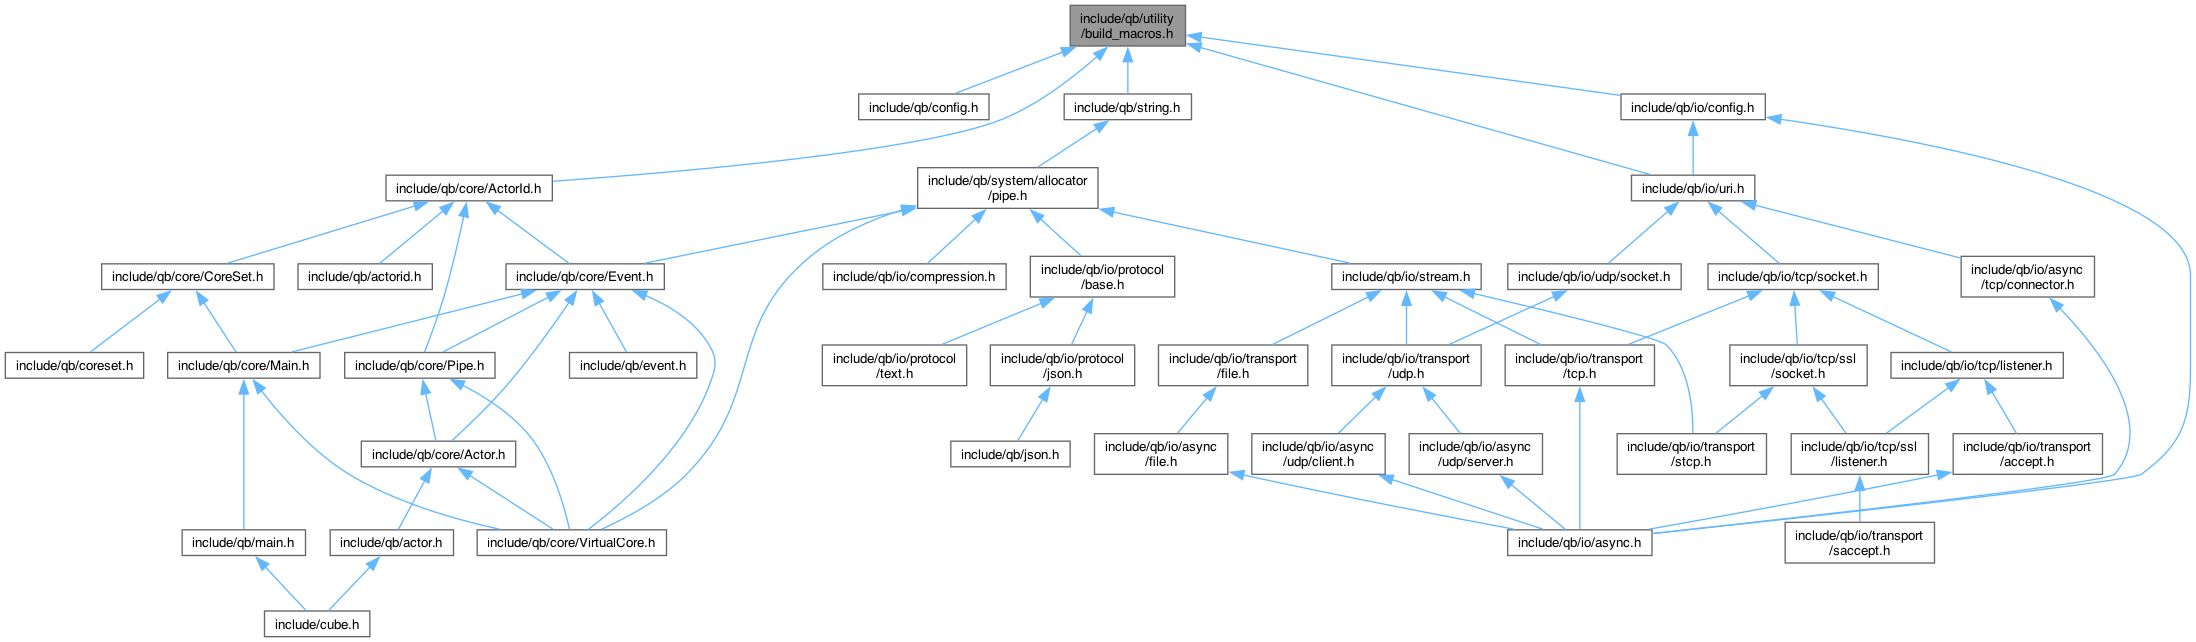 include/qb/utility
/build_macros.h
include/qb/config.h
include/qb/string.h
include/qb/io/config.h
include/qb/core/ActorId.h
include/qb/system/allocator
/pipe.h
include/qb/io/uri.h
include/qb/core/CoreSet.h
include/qb/actorid.h
include/qb/core/Event.h
include/qb/io/compression.h
include/qb/io/protocol
/base.h
include/qb/io/stream.h
include/qb/io/udp/socket.h
include/qb/io/tcp/socket.h
include/qb/io/async
/tcp/connector.h
include/qb/coreset.h
include/qb/core/Main.h
include/qb/core/Pipe.h
include/qb/event.h
include/qb/io/protocol
/text.h
include/qb/io/protocol
/json.h
include/qb/io/transport
/file.h
include/qb/io/transport
/udp.h
include/qb/io/transport
/tcp.h
include/qb/io/tcp/ssl
/socket.h
include/qb/io/tcp/listener.h
include/qb/core/Actor.h
include/qb/json.h
include/qb/io/async
/file.h
include/qb/io/async
/udp/client.h
include/qb/io/async
/udp/server.h
include/qb/io/transport
/stcp.h
include/qb/io/tcp/ssl
/listener.h
include/qb/io/transport
/accept.h
include/qb/main.h
include/qb/actor.h
include/qb/core/VirtualCore.h
include/qb/io/async.h
include/qb/io/transport
/saccept.h
include/cube.h